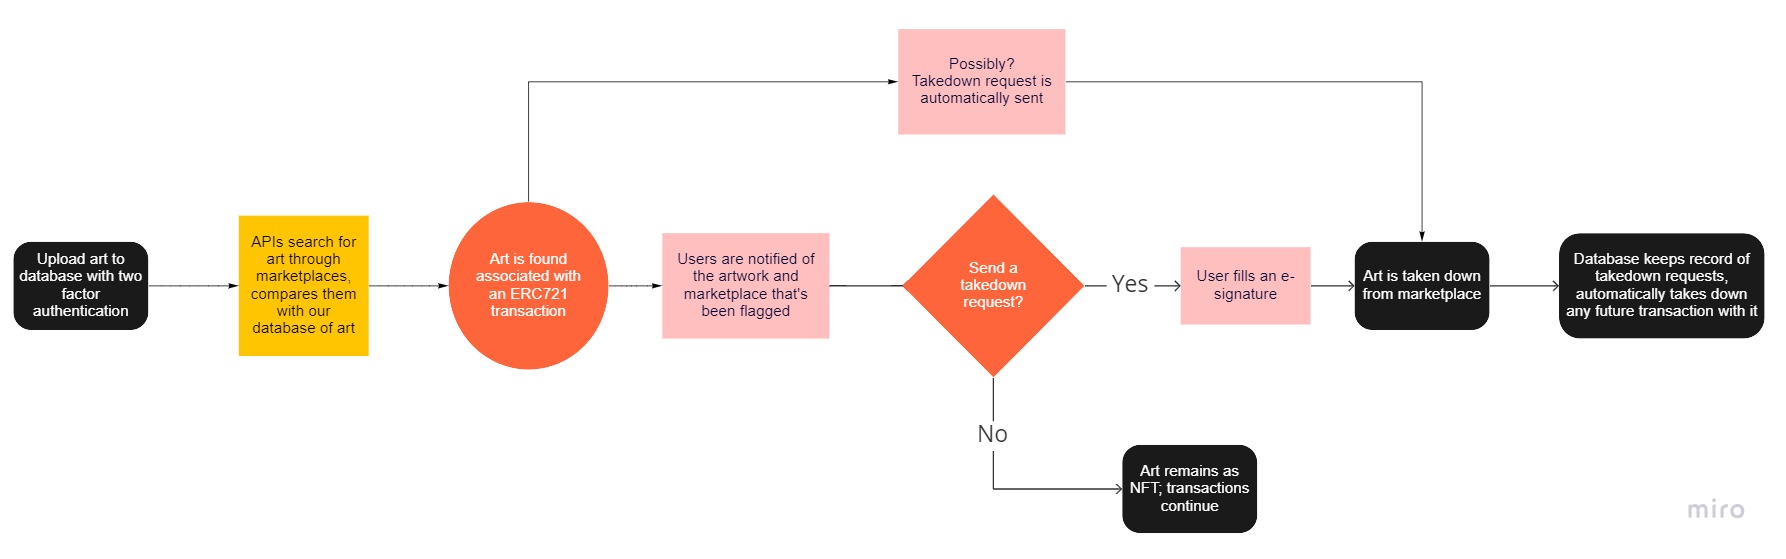 Possibly?
Takedown request is
automatically sent
Upload art to
database with two
factor
authentication
APIs search for
art through
marketplaces,
compares them
with our
database of art
Art is found
associated with
an ERC721
transaction
Users are notified of
the artwork and
marketplace that's
been flagged
Send a
takedown
request?
Yes
User fills an e-
signature
Art is taken down
from marketplace
Database keeps record of
takedown requests,
automatically takes down
any future transaction with it
No
Art remains as
NFT; transactions
continue
miro